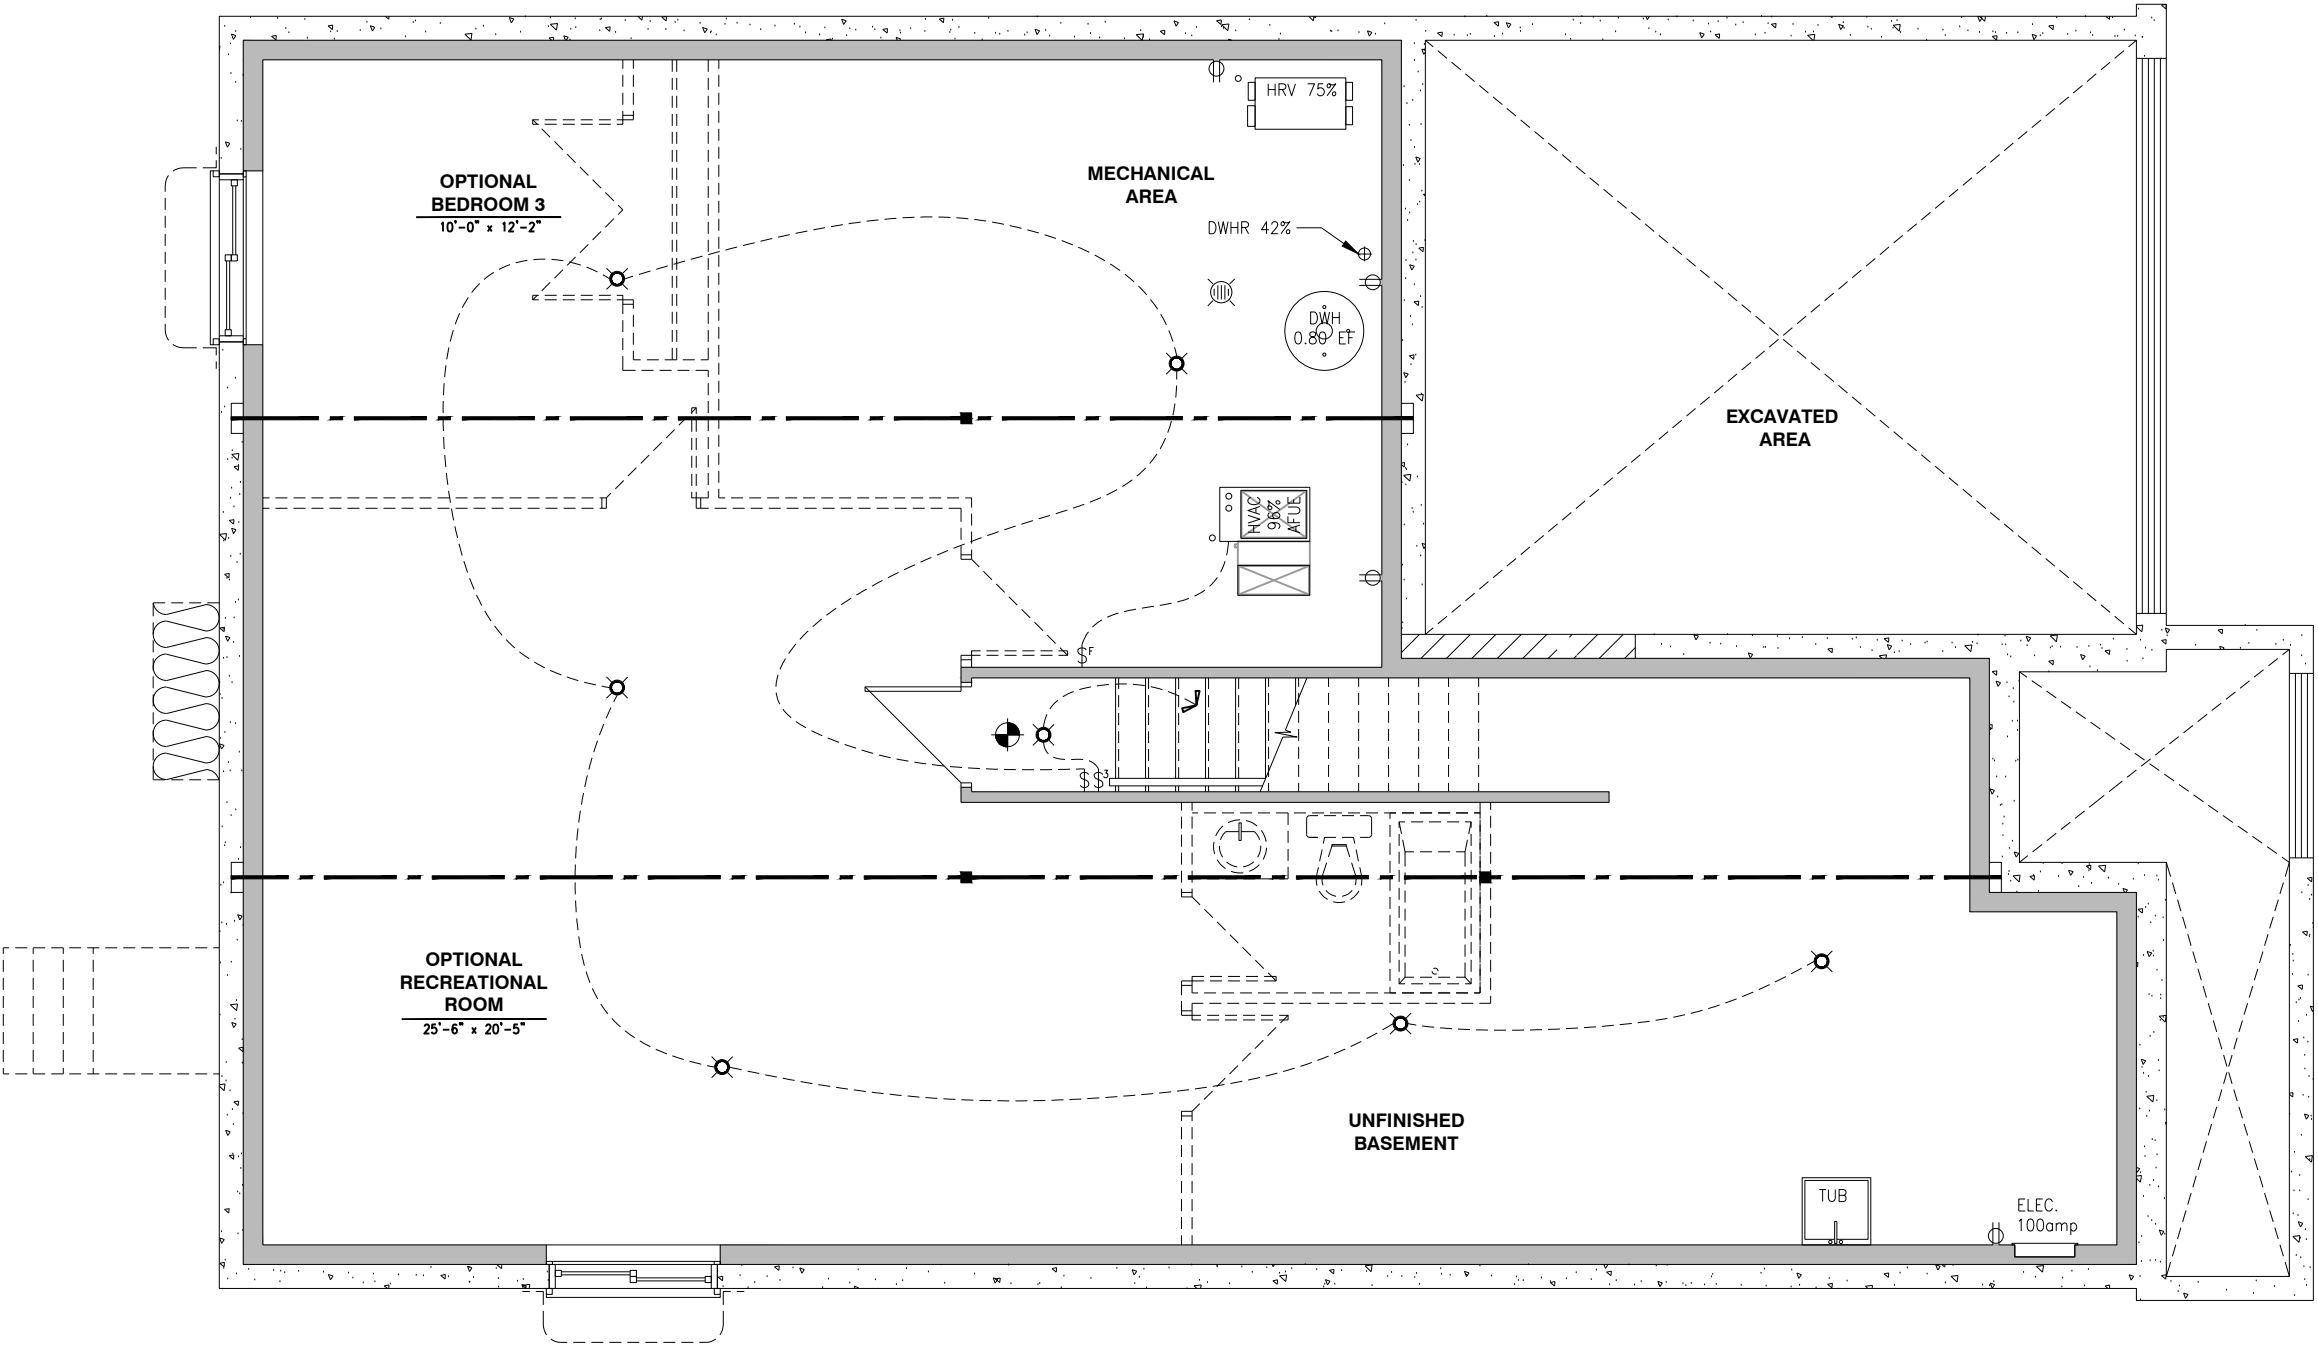 HRV 75%
MECHANICAL
AREA
OPTIONAL
BEDROOM 3
10'-0" x 12'-2"
DWHR 42%
DWH
0.80 EF
EXCAVATED
AREA
HVAC
96%
AFUE
$F
$$3
OPTIONAL
RECREATIONAL
ROOM
25'-6" x 20'-5"
UNFINISHED
BASEMENT
TUB
ELEC.
100amp